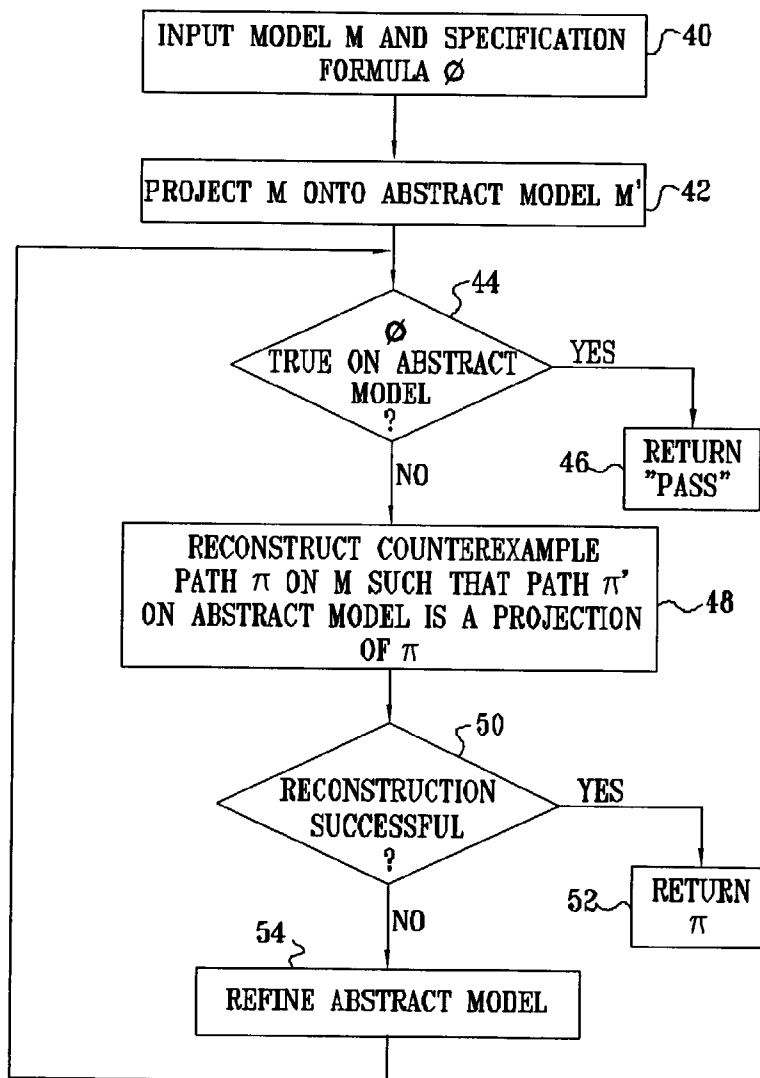 INPUT MODEL M AND SPECIFICATION
FORMULA Ø
40
PROJECT M ONTO ABSTRACT MODEL M'
42
44
Ø
TRUE ON ABSTRACT
MODEL
?
YES
46
RETURN
"PASS"
NO
RECONSTRUCT COUNTEREXAMPLE
PATH π ON M SUCH THAT PATH π'
ON ABSTRACT MODEL IS A PROJECTION
OF π
48
50
RECONSTRUCTION
SUCCESSFUL
?
YES
52
RETURN
π
NO
54
REFINE ABSTRACT MODEL